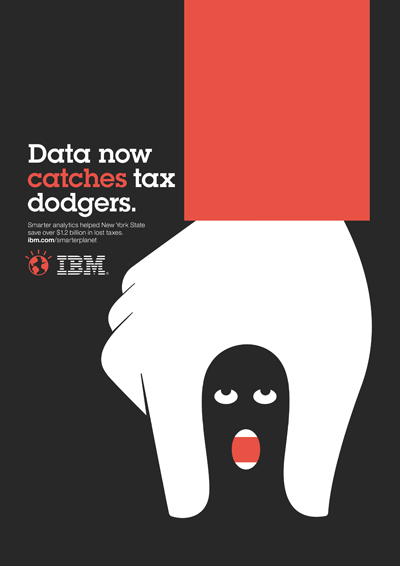 Data now
catches tax
dodgers.
Smarter analytics helped New York State
save over $1.2 billion in lost taxes.
ibm.com/smarterplanet
IBM®